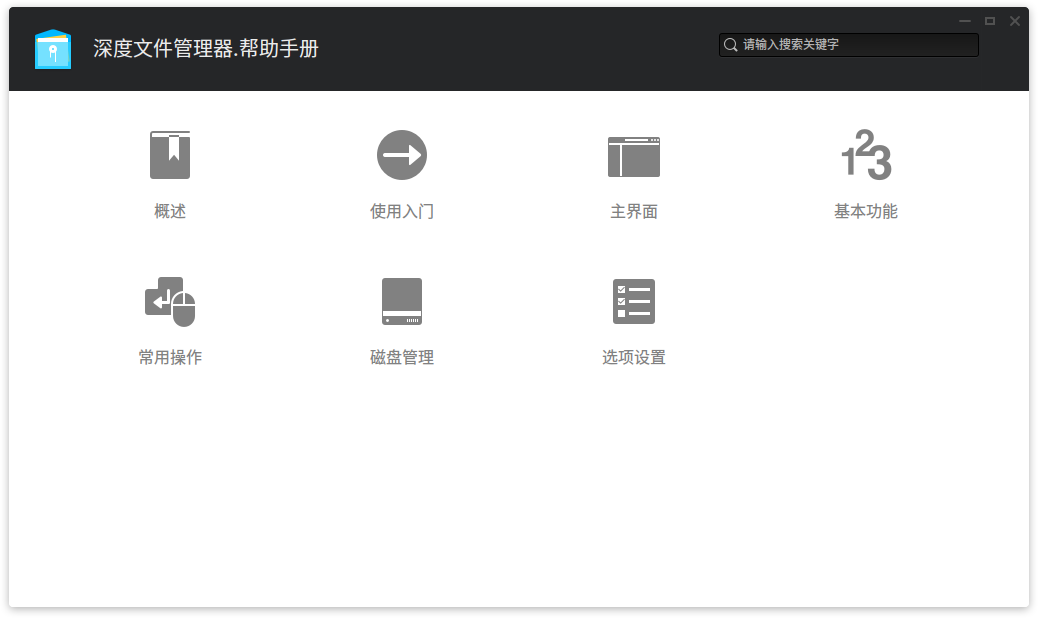 深度文件管理器.帮助手册
请输入搜索关键字
123
概述
使用入门
主界面
基本功能
常用操作
磁盘管理
选项设置